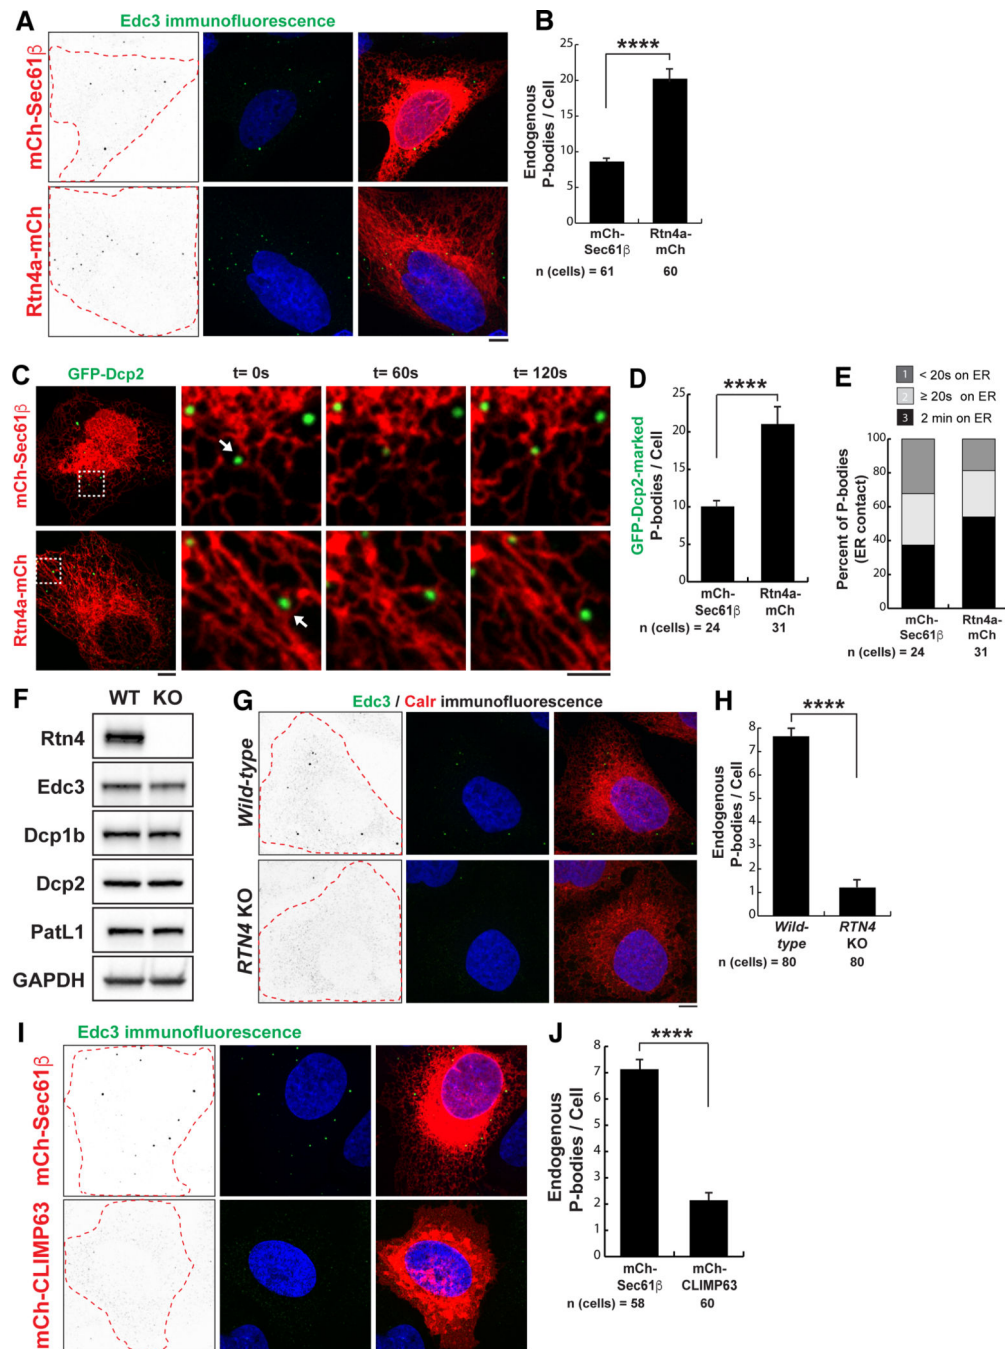 A
Edc3 immunofluorescence
mCh-Sec61β
Rtn4a-mCh
B
Endogenous
P-bodies / Cell
25
20
15
10
5
0
****
mCh-
Sec61β
Rtn4a-
mCh
n (cells) = 61
60
C
GFP-Dcp2
t= 0s
t= 60s
t= 120s
mCh-Sec61β
Rtn4a-mCh
D
GFP-Dcp2-marked
P-bodies / Cell
25
20
15
10
5
0
****
mCh-
Sec61β
Rtn4a-
mCh
n (cells) = 24
31
E
1 < 20s on ER
2 ≥ 20s on ER
3 2 min on ER
Percent of P-bodies
(ER contact)
100
80
60
40
20
0
mCh-
Sec61β
Rtn4a-
mCh
n (cells) = 24
31
F
WT KO
Rtn4
Edc3
Dcp1b
Dcp2
PatL1
GAPDH
G
Edc3 / Calr immunofluorescence
Wild-type
RTN4 KO
H
Endogenous
P-bodies / Cell
8
7
6
5
4
3
2
1
0
****
Wild-
type
RTN4
KO
n (cells) = 80
80
I
Edc3 immunofluorescence
mCh-Sec61β
mCh-CLIMP63
J
Endogenous
P-bodies / Cell
8
7
6
5
4
3
2
1
0
****
mCh-
Sec61β
mCh-
CLIMP63
n (cells) = 58
60